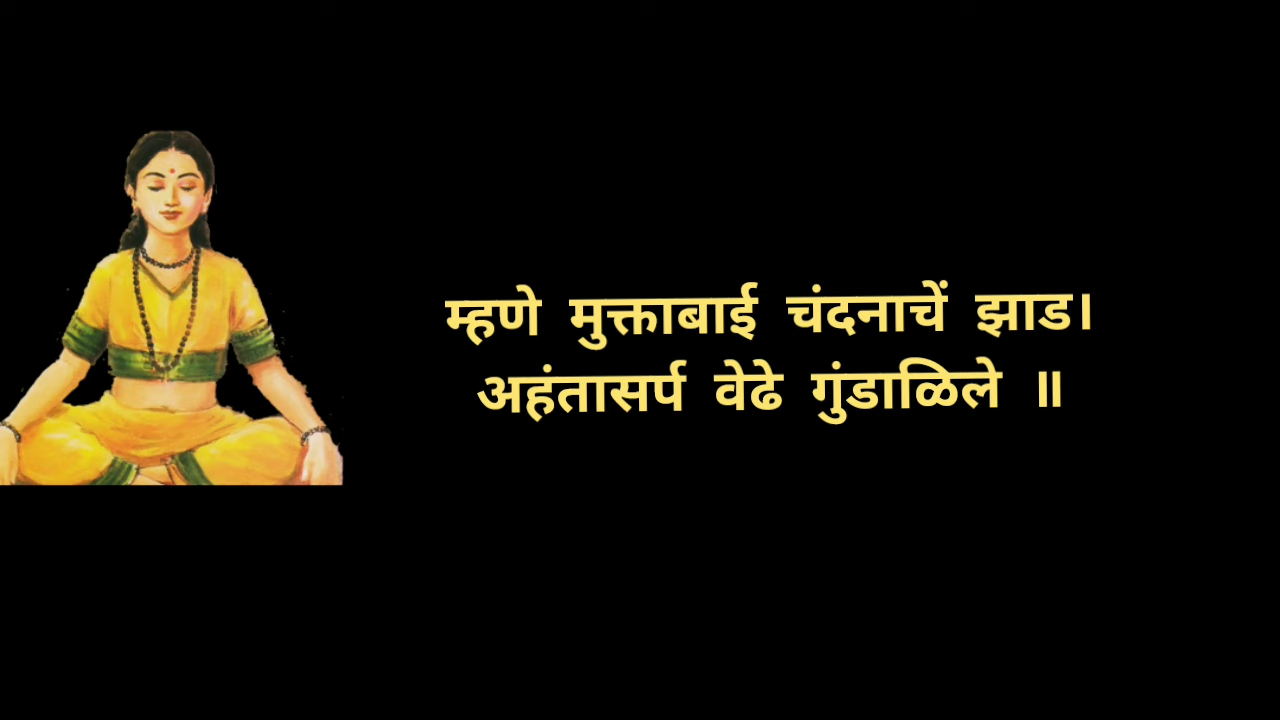 म्हणे मुक्ताबाई चंदनाचें झाड।
अहंतासर्प वेढे गुंडाळिले ॥